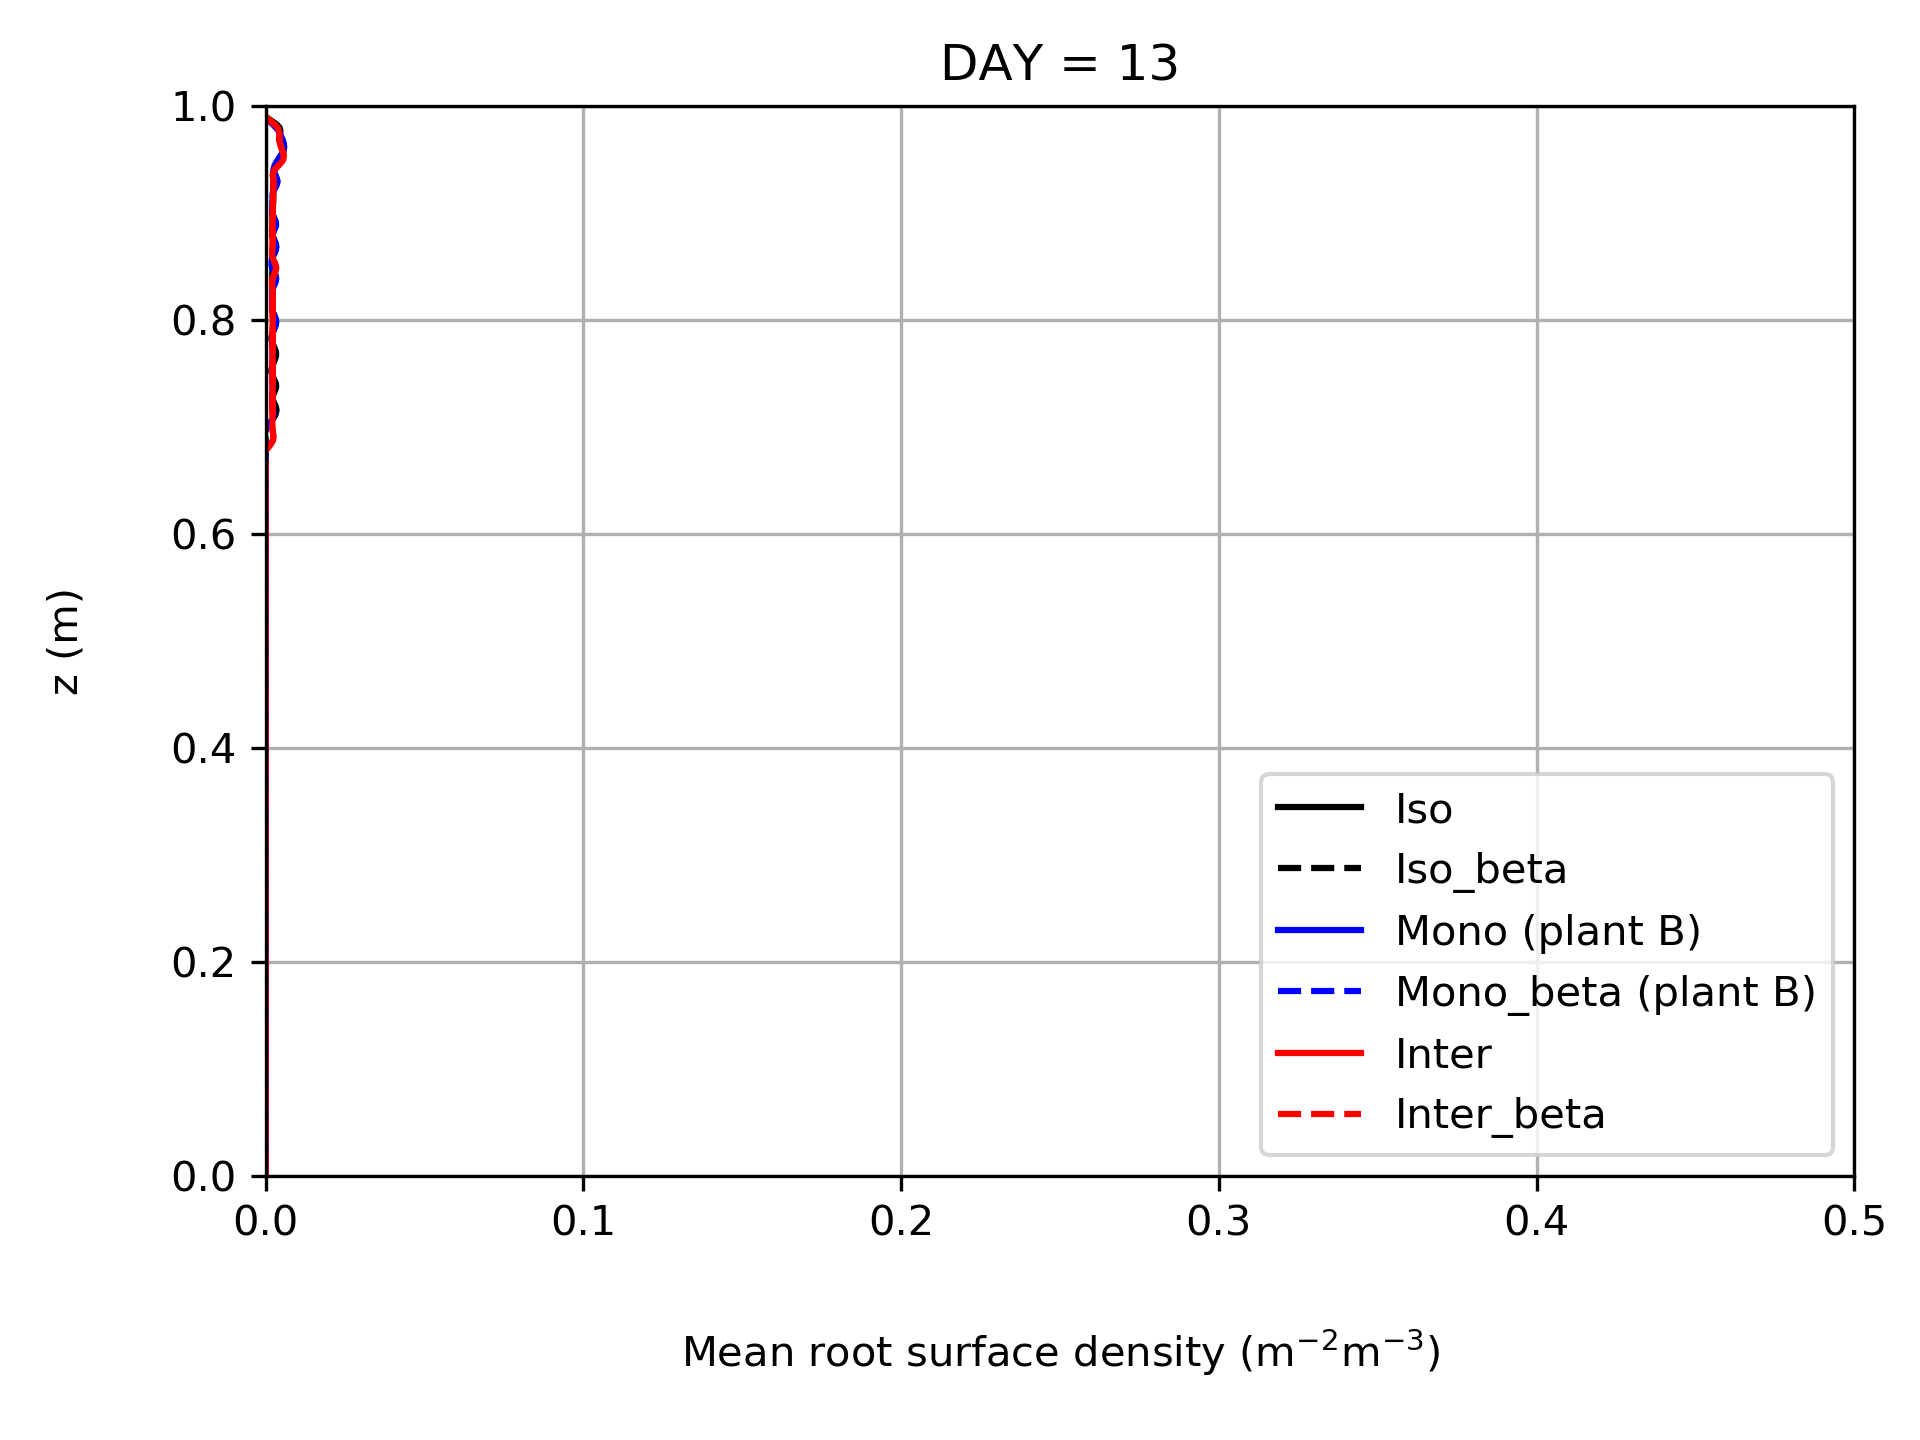 DAY = 13
1.0
0.8
0.6
0.4
0.2
0.0
z (m)
0.0 0.1 0.2 0.3 0.4 0.5
Mean root surface density (m⁻²m⁻³)
Iso
Iso_beta
Mono (plant B)
Mono_beta (plant B)
Inter
Inter_beta